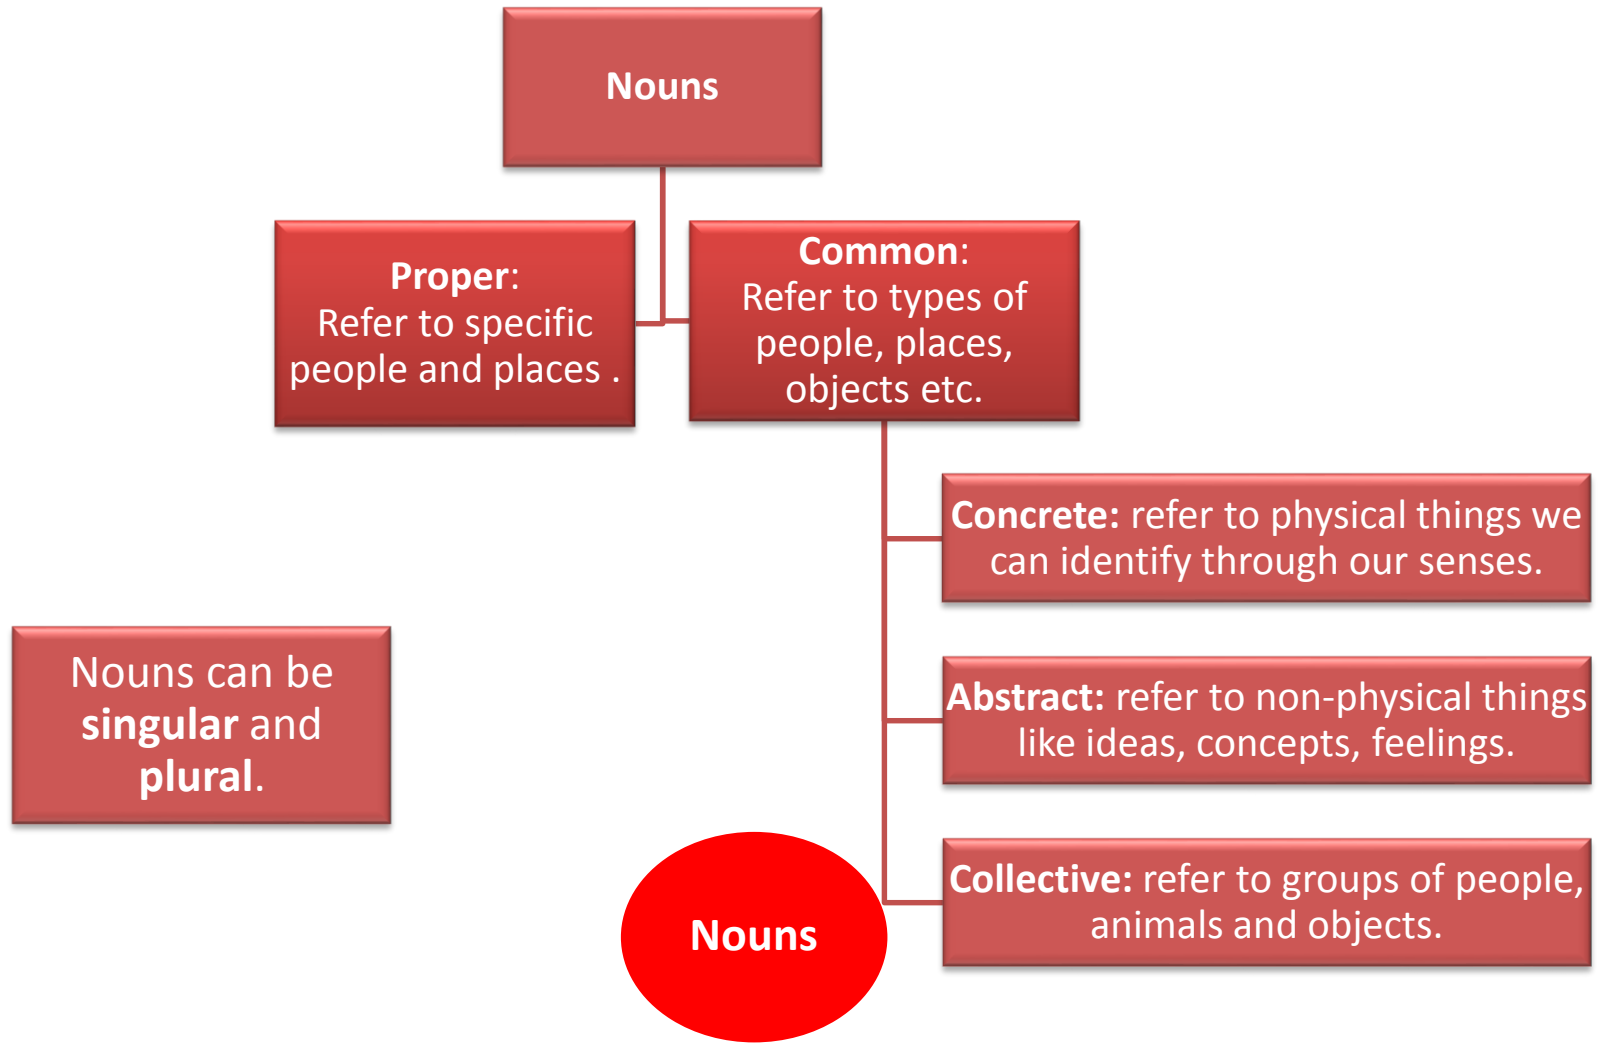 Nouns
Proper:
Refer to specific
people and places .
Common:
Refer to types of
people, places,
objects etc.
Concrete: refer to physical things we
can identify through our senses.
Abstract: refer to non-physical things
like ideas, concepts, feelings.
Collective: refer to groups of people,
animals and objects.
Nouns can be
singular and
plural.
Nouns